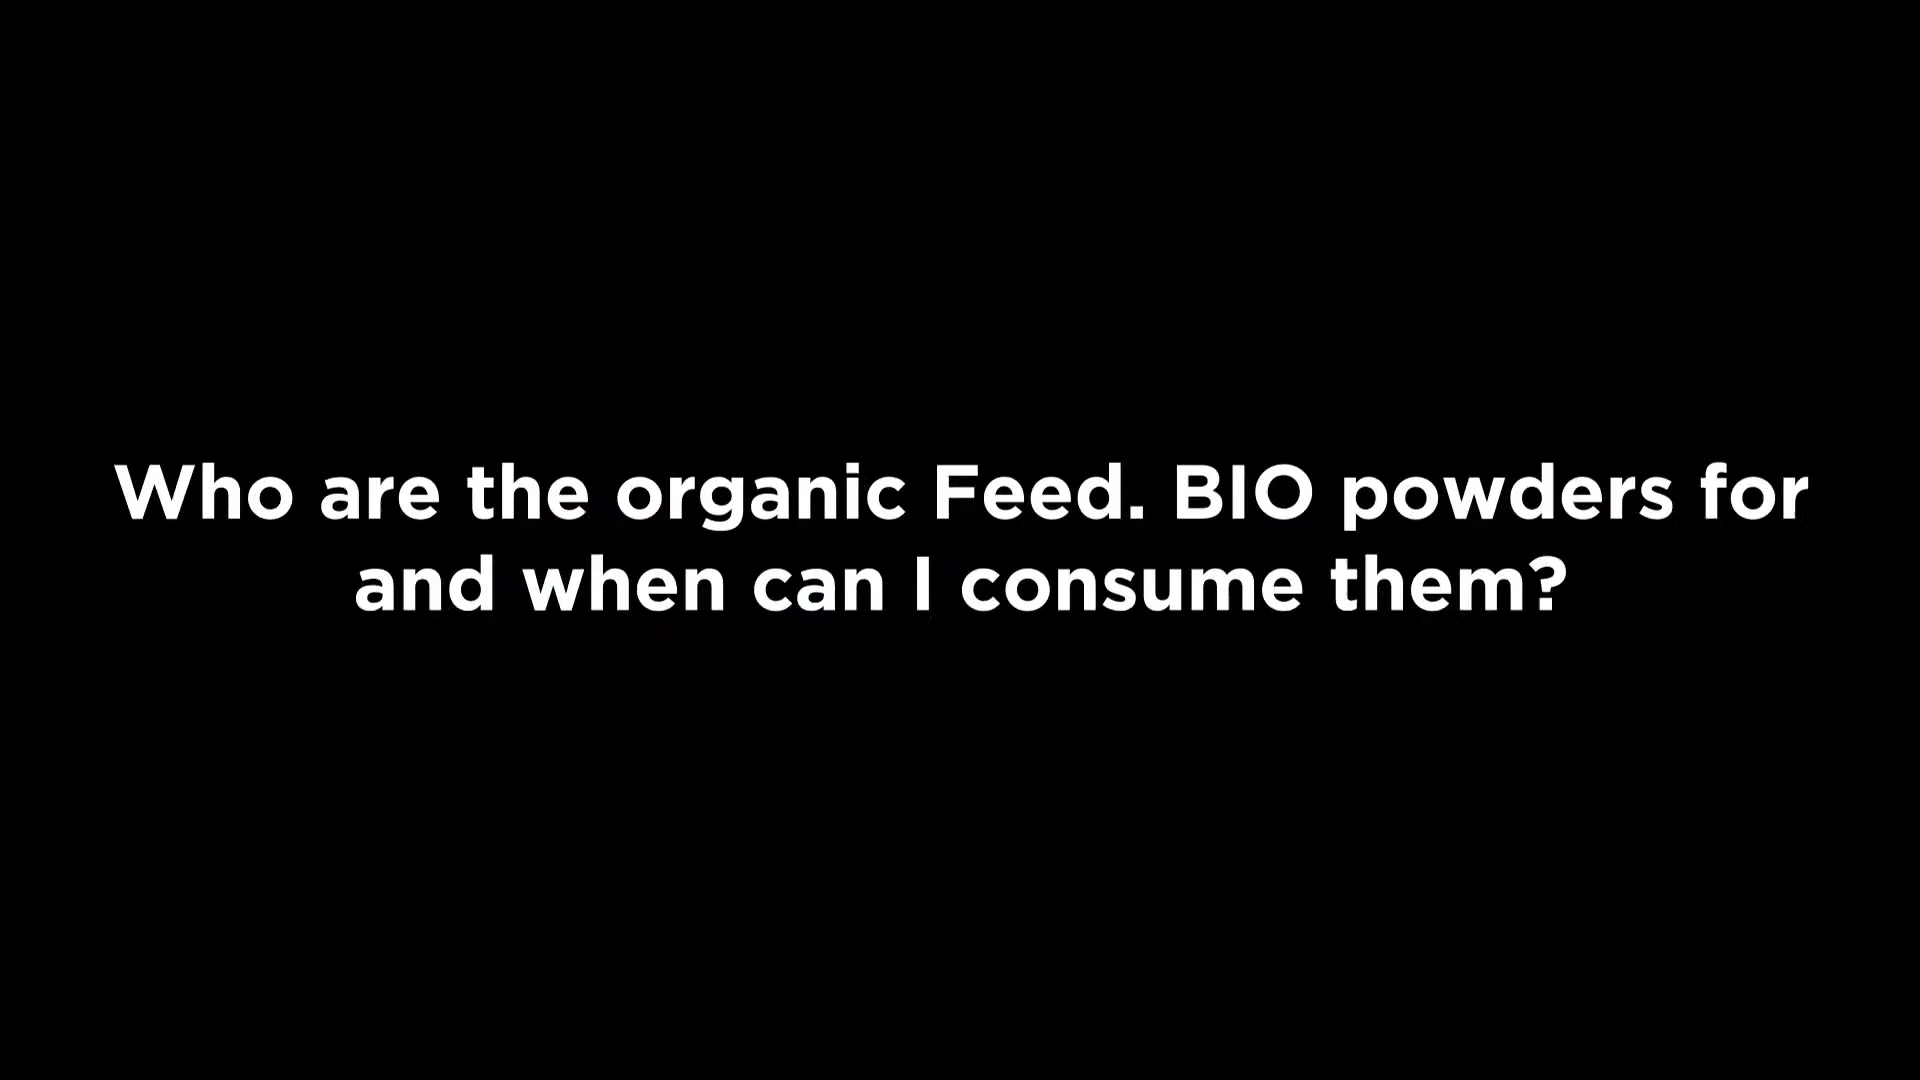 Who are the organic Feed. BIO powders for
and when can I consume them?